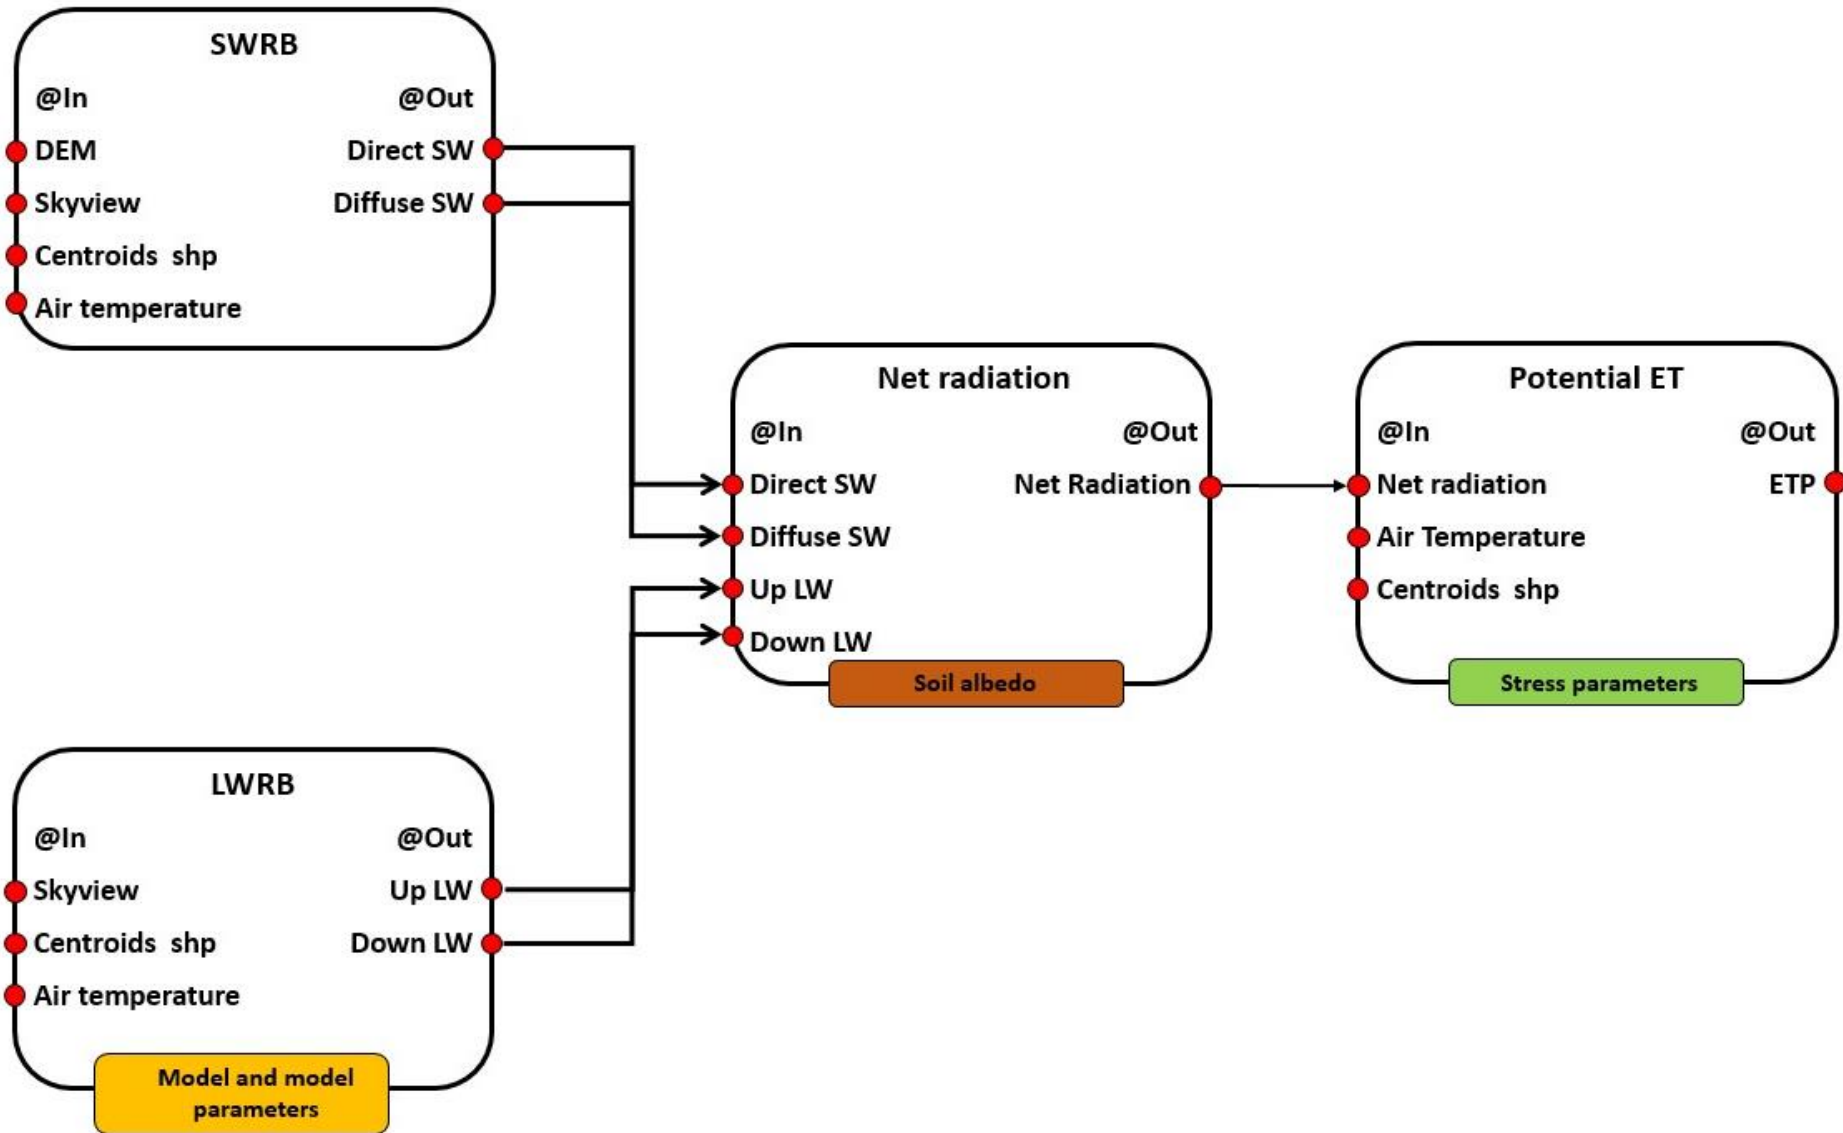 SWRB
@In
@Out
DEM
Direct SW
Skyview
Diffuse SW
Centroids shp
Air temperature
Net radiation
@In
@Out
Direct SW
Net Radiation
Diffuse SW
Up LW
Down LW
Soil albedo
Potential ET
@In
@Out
Net radiation
ETP
Air Temperature
Centroids shp
Stress parameters
LWRB
@In
@Out
Skyview
Up LW
Centroids shp
Down LW
Air temperature
Model and model
parameters